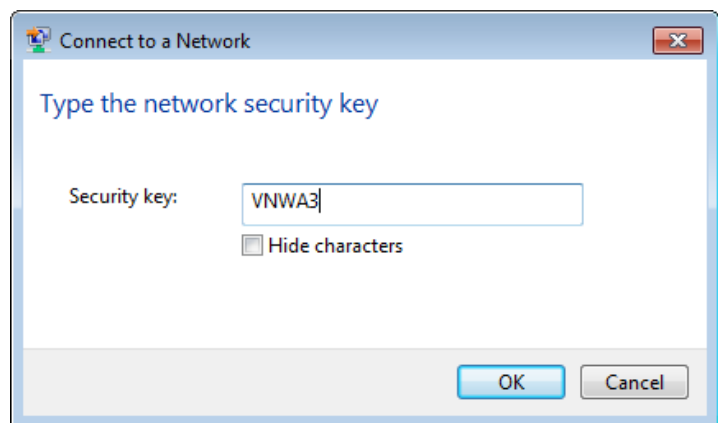 Connect to a Network
Type the network security key
Security key: VNWA3
Hide characters
OK Cancel